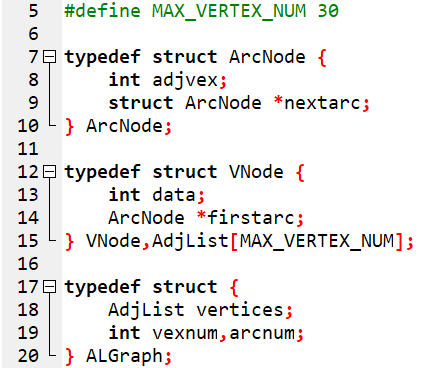 5 #define MAX_VERTEX_NUM 30
6
7 typedef struct ArcNode {
8     int adjvex;
9     struct ArcNode *nextarc;
10 } ArcNode;
11
12 typedef struct VNode {
13     int data;
14     ArcNode *firstarc;
15 } VNode,AdjList[MAX_VERTEX_NUM];
16
17 typedef struct {
18     AdjList vertices;
19     int vexnum,arcnum;
20 } ALGraph;